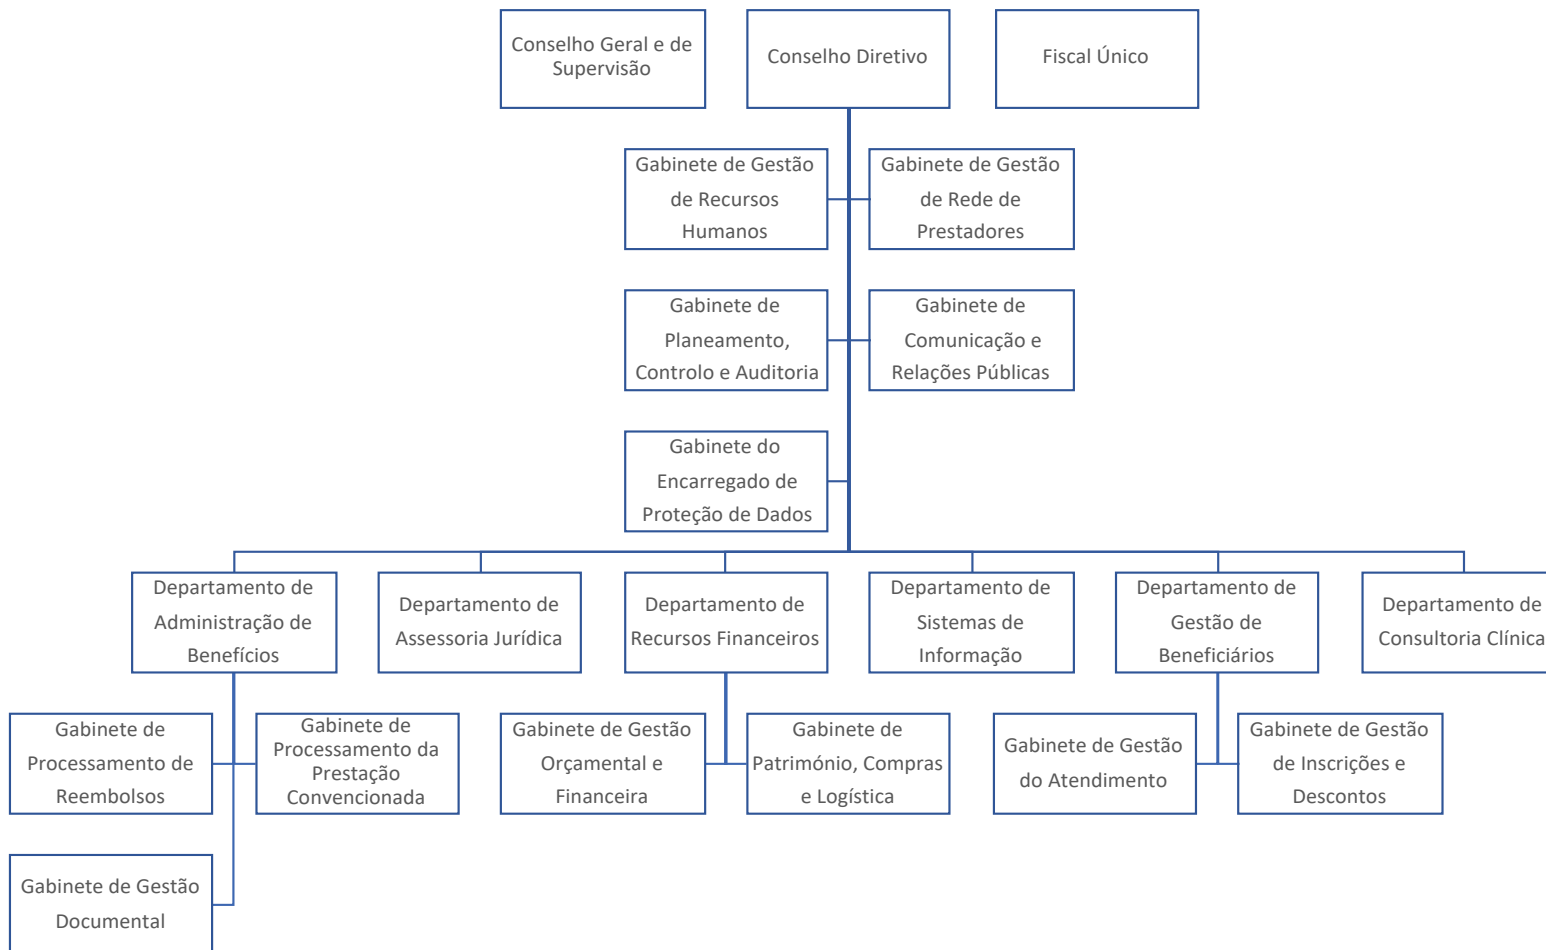 Conselho Geral e de
Supervisão
Conselho Diretivo
Fiscal Único
Gabinete de Gestão
de Recursos
Humanos
Gabinete de Gestão
de Rede de
Prestadores
Gabinete de
Planeamento,
Controlo e Auditoria
Gabinete de
Comunicação e
Relações Públicas
Gabinete do
Encarregado de
Proteção de Dados
Departamento de
Administração de
Benefícios
Departamento de
Assessoria Jurídica
Departamento de
Recursos Financeiros
Departamento de
Sistemas de
Informação
Departamento de
Gestão de
Beneficiários
Departamento de
Consultoria Clínica
Gabinete de
Processamento de
Reembolsos
Gabinete de
Processamento da
Prestação
Convencionada
Gabinete de Gestão
Orçamental e
Financeira
Gabinete de
Património, Compras
e Logística
Gabinete de Gestão
do Atendimento
Gabinete de Gestão
de Inscrições e
Descontos
Gabinete de Gestão
Documental